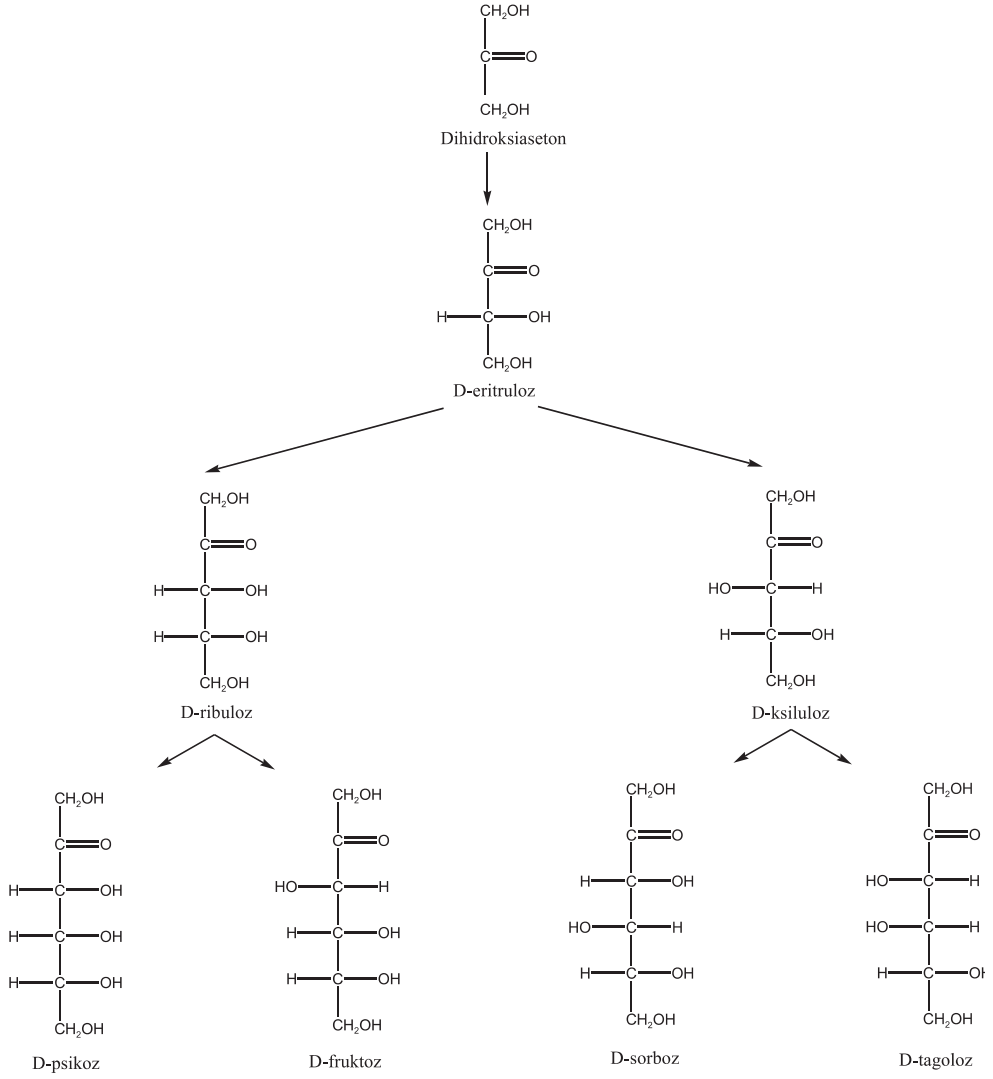 CH₂OH
C=O
CH₂OH
Dihidroksiaseton
CH₂OH
C=O
H C OH
CH₂OH
D-eritruloz
CH₂OH
C=O
H C OH
H C OH
CH₂OH
D-ribuloz
CH₂OH
C=O
HO C H
H C OH
CH₂OH
D-ksiluloz
CH₂OH
C=O
H C OH
H C OH
H C OH
CH₂OH
D-psikoz
CH₂OH
C=O
HO C H
H C OH
H C OH
CH₂OH
D-fruktoz
CH₂OH
C=O
H C OH
HO C H
H C OH
CH₂OH
D-sorboz
CH₂OH
C=O
HO C H
HO C H
H C OH
CH₂OH
D-tagoloz